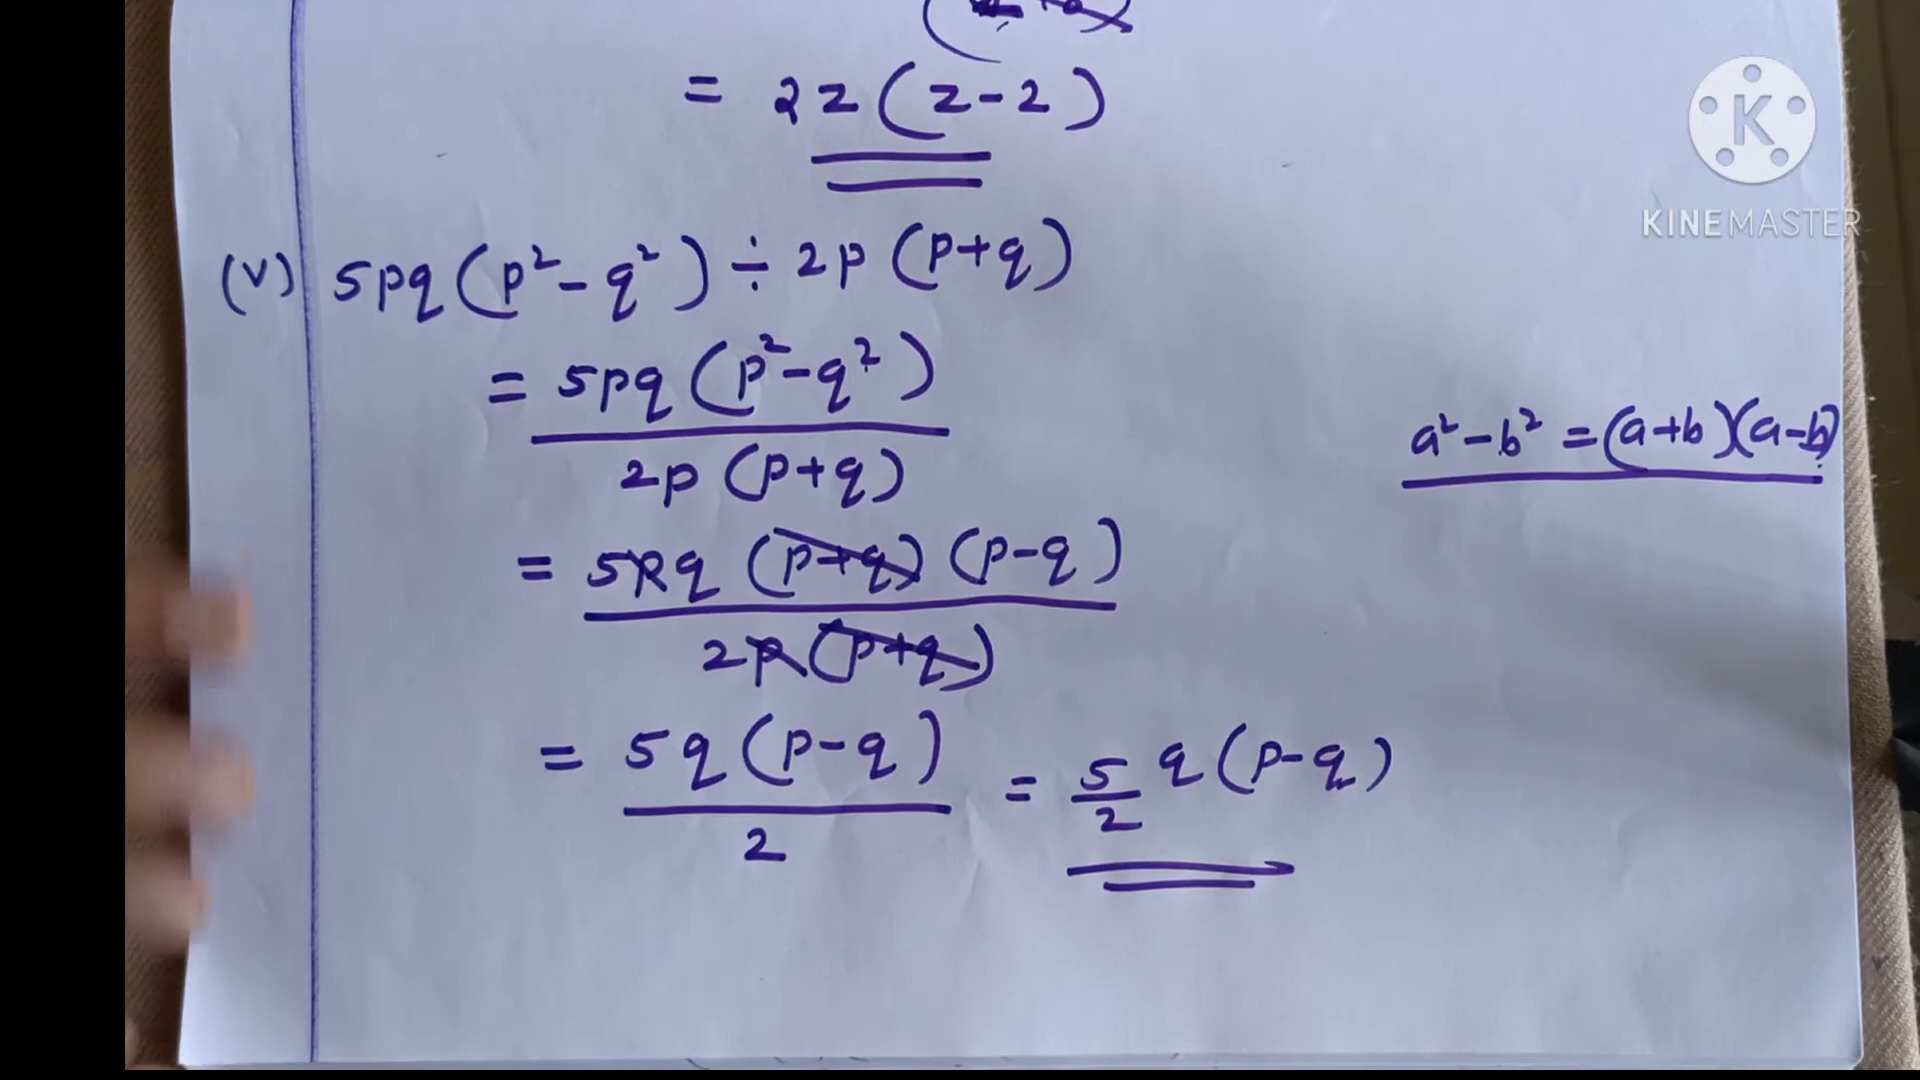 = 2z(z-2)
K
KINEMASTER
(v) 5pq(p²-q²) ÷ 2p(p+q)
= 5pq(p²-q²)
2p(p+q)
a²-b² = (a+b)(a-b)
= 5pq(p+q)(p-q)
2p(p+q)
= 5q(p-q)
2
= 5/2 q(p-q)